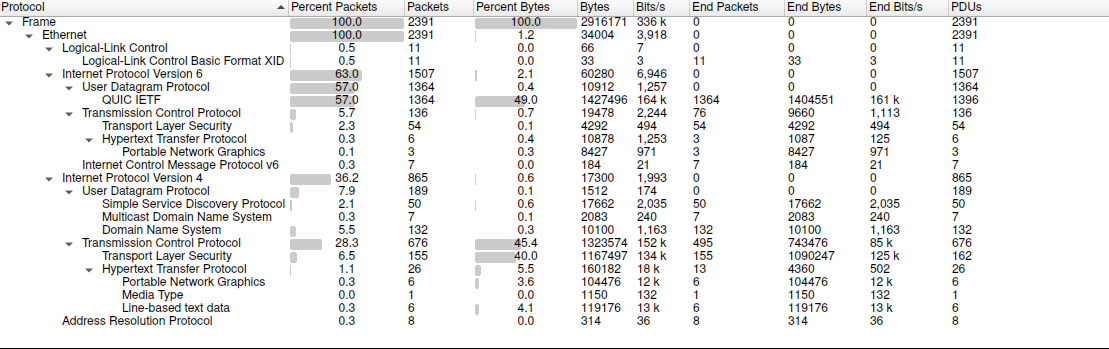 Protocol Percent Packets Packets Percent Bytes Bytes Bits/s End Packets End Bytes End Bits/s PDUs
Frame 100.0 2391 100.0 2916171 336 k 0 0 0 2391
Ethernet 100.0 2391 1.2 34004 3,918 0 0 0 2391
Logical-Link Control 0.5 11 0.0 66 7 0 0 0 11
Logical-Link Control Basic Format XID 0.5 11 0.0 33 3 11 33 3 11
Internet Protocol Version 6 63.0 1507 2.1 60280 6,946 0 0 0 1507
User Datagram Protocol 57.0 1364 0.4 10912 1,257 0 0 0 1364
QUIC IETF 57.0 1364 49.0 1427496 164 k 1364 1404551 161 k 1396
Transmission Control Protocol 5.7 136 0.7 19478 2,244 76 9660 1,113 136
Transport Layer Security 2.3 54 0.1 4292 494 54 4292 494 54
Hypertext Transfer Protocol 0.3 6 0.4 10878 1,253 3 1087 125 6
Portable Network Graphics 0.1 3 0.3 8427 971 3 8427 971 3
Internet Control Message Protocol v6 0.3 7 0.0 184 21 7 184 21 7
Internet Protocol Version 4 36.2 865 0.6 17300 1,993 0 0 0 865
User Datagram Protocol 7.9 189 0.1 1512 174 0 0 0 189
Simple Service Discovery Protocol 2.1 50 0.6 17662 2,035 50 17662 2,035 50
Multicast Domain Name System 0.3 7 0.1 2083 240 7 2083 240 7
Domain Name System 5.5 132 0.3 10100 1,163 132 10100 1,163 132
Transmission Control Protocol 28.3 676 45.4 1323574 152 k 495 743476 85 k 676
Transport Layer Security 6.5 155 40.0 1167497 134 k 155 1090247 125 k 162
Hypertext Transfer Protocol 1.1 26 5.5 160182 18 k 13 4360 502 26
Portable Network Graphics 0.3 6 3.6 104476 12 k 6 104476 12 k 6
Media Type 0.0 1 0.0 1150 132 1 1150 132 1
Line-based text data 0.3 6 4.1 119176 13 k 6 119176 13 k 6
Address Resolution Protocol 0.3 8 0.0 314 36 8 314 36 8